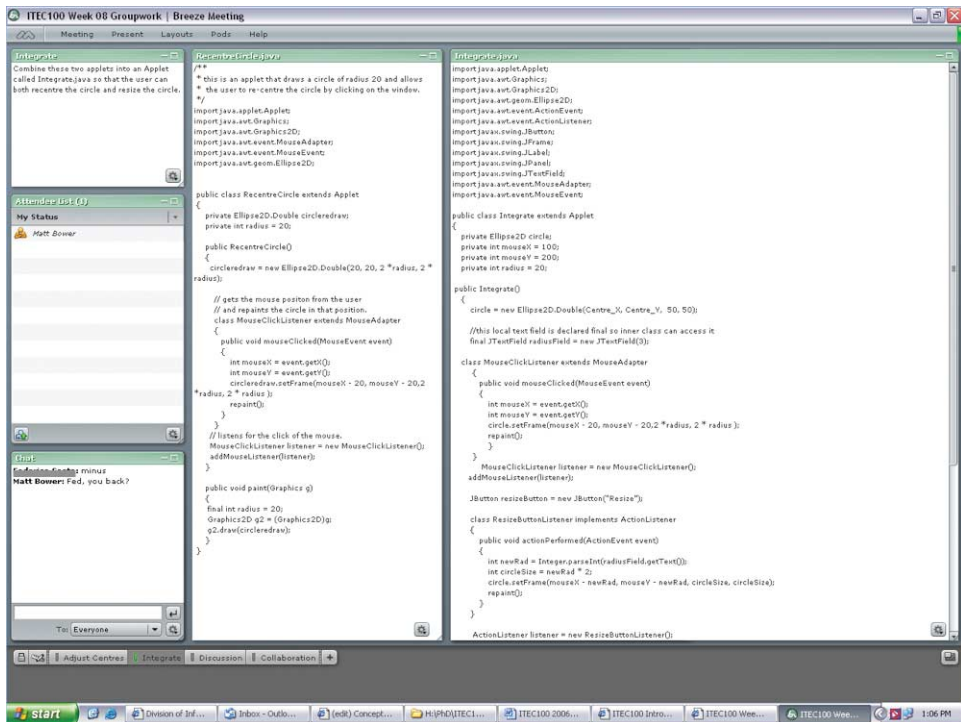 ITEC100 Week 08 Groupwork | Breeze Meeting
Meeting Present Layouts Pods Help
Integrate
Combine these two applets into an Applet
called Integrate.java so that the user can
both recentre the circle and resize the circle.
Attendee List (1)
My Status
Matt Bower
Chat
minus
Matt Bower: Fed, you back?
To: Everyone
RecentreCircle.java
/**
* this is an applet that draws a circle of radius 20 and allows
* the user to re-centre the circle by clicking on the window.
*/
import java.applet.Applet;
import java.awt.Graphics;
import java.awt.Graphics2D;
import java.awt.event.MouseAdapter;
import java.awt.event.MouseEvent;
import java.awt.geom.Ellipse2D;
public class RecentreCircle extends Applet
{
private Ellipse2D.Double circleredraw;
private int radius = 20;
public RecentreCircle()
{
circleredraw = new Ellipse2D.Double(20, 20, 2 *radius, 2 *
radius);
// gets the mouse positon from the user
// and repaints the circle in that position.
class MouseClickListener extends MouseAdapter
{
public void mouseClicked(MouseEvent event)
{
int mouseX = event.getX();
int mouseY = event.getY();
circleredraw.setFrame(mouseX - 20, mouseY - 20,2
*radius, 2 * radius );
repaint();
}
}
// listens for the click of the mouse.
MouseClickListener listener = new MouseClickListener();
addMouseListener(listener);
}
public void paint(Graphics g)
{
final int radius = 20;
Graphics2D g2 = (Graphics2D)g;
g2.draw(circleredraw);
}
}
Integrate.java
import java.applet.Applet;
import java.awt.Graphics;
import java.awt.Graphics2D;
import java.awt.geom.Ellipse2D;
import java.awt.event.ActionEvent;
import java.awt.event.ActionListener;
import javax.swing.JButton;
import javax.swing.JFrame;
import javax.swing.JLabel;
import javax.swing.JPanel;
import javax.swing.JTextField;
import java.awt.event.MouseAdapter;
import java.awt.event.MouseEvent;
public class Integrate extends Applet
{
private Ellipse2D circle;
private int mouseX = 100;
private int mouseY = 200;
private int radius = 20;
public Integrate()
{
circle = new Ellipse2D.Double(Centre_X, Centre_Y, 50, 50);
//this local text field is declared final so inner class can access it
final JTextField radiusField = new JTextField(3);
class MouseClickListener extends MouseAdapter
{
public void mouseClicked(MouseEvent event)
{
int mouseX = event.getX();
int mouseY = event.getY();
circle.setFrame(mouseX - 20, mouseY - 20,2 *radius, 2 * radius );
repaint();
}
}
MouseClickListener listener = new MouseClickListener();
addMouseListener(listener);
JButton resizeButton = new JButton("Resize");
class ResizeButtonListener implements ActionListener
{
public void actionPerformed(ActionEvent event)
{
int newRad = Integer.parseInt(radiusField.getText());
int circleSize = newRad * 2;
circle.setFrame(mouseX - newRad, mouseY - newRad, circleSize, circleSize);
repaint();
}
}
ActionListener listener = new ResizeButtonListener();
Adjust Centres Integrate Discussion Collaboration
start Division of Inf... Inbox - Outlo... (edit) Concept... H:\PhD\ITEC1... ITEC100 2006... ITEC100 Intro... ITEC100 Wee... ITEC100 Wee... 1:06 PM